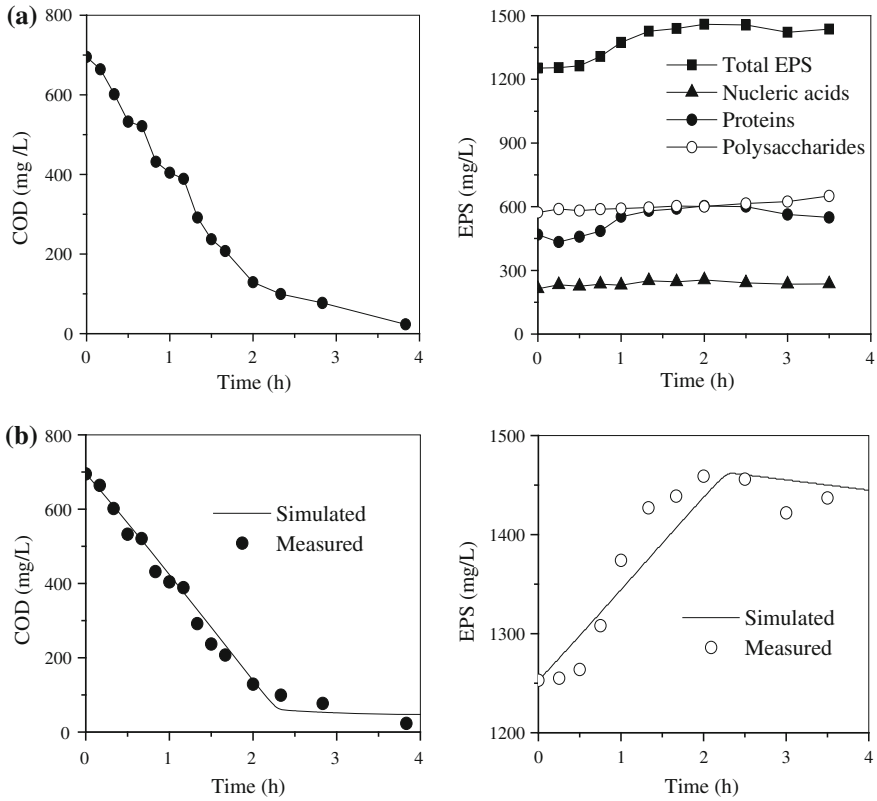 (a)
800
600
400
200
0
COD (mg /L)
0 1 2 3 4
Time (h)
1500
1200
900
600
300
0
EPS (mg/L)
Total EPS
Nucleric acids
Proteins
Polysaccharides
0 1 2 3 4
Time (h)
(b)
800
600
400
200
0
COD (mg/L)
Simulated
Measured
0 1 2 3 4
Time (h)
1500
1400
1300
1200
EPS (mg/L)
Simulated
Measured
0 1 2 3 4
Time (h)